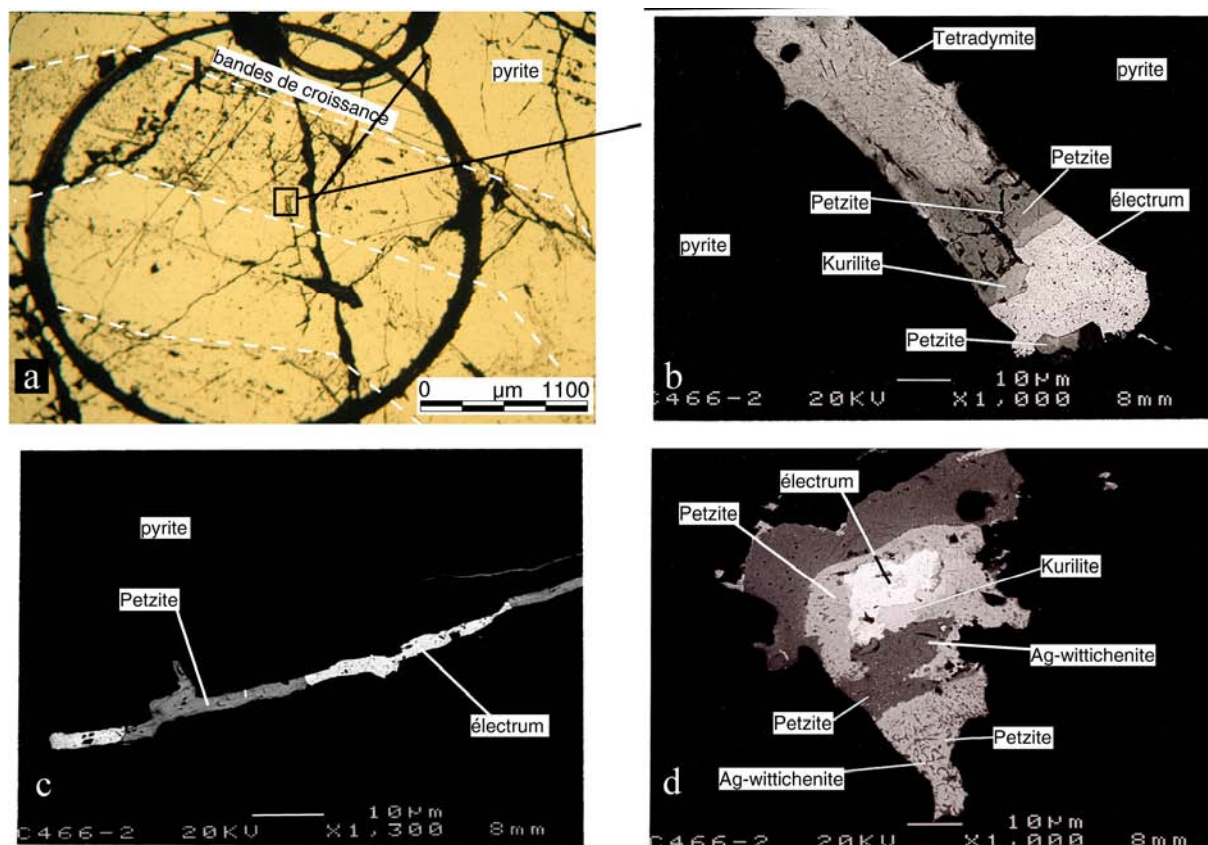 bandes de croissance
pyrite
a
0 µm 1100
Tetradymite
pyrite
Petzite
Petzite
électrum
pyrite
Kurilite
Petzite
b
10µm
C466-2 20KV X1,000 8mm
pyrite
Petzite
électrum
c
10µm
C466-2 20KV X1,300 8mm
électrum
Petzite
Kurilite
Ag-wittichenite
Petzite
Petzite
Ag-wittichenite
d
10µm
C466-2 20KV X1,000 8mm